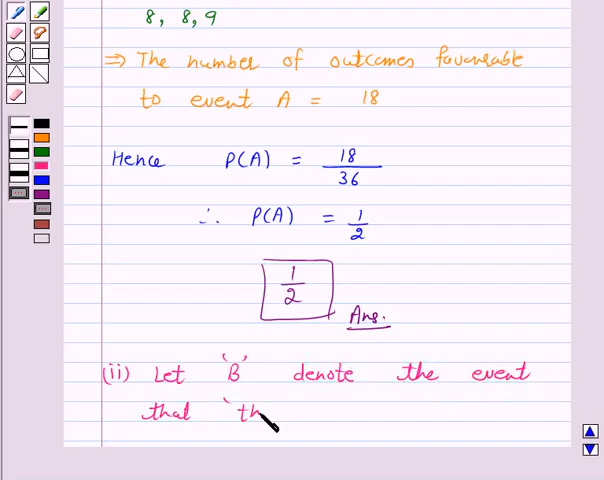 8, 8, 9
⇒ The number of outcomes favourable
to event A = 18
Hence P(A) = 18/36
∴ P(A) = 1/2
1/2
Ans.
(ii) Let 'B' denote the event
that 'th